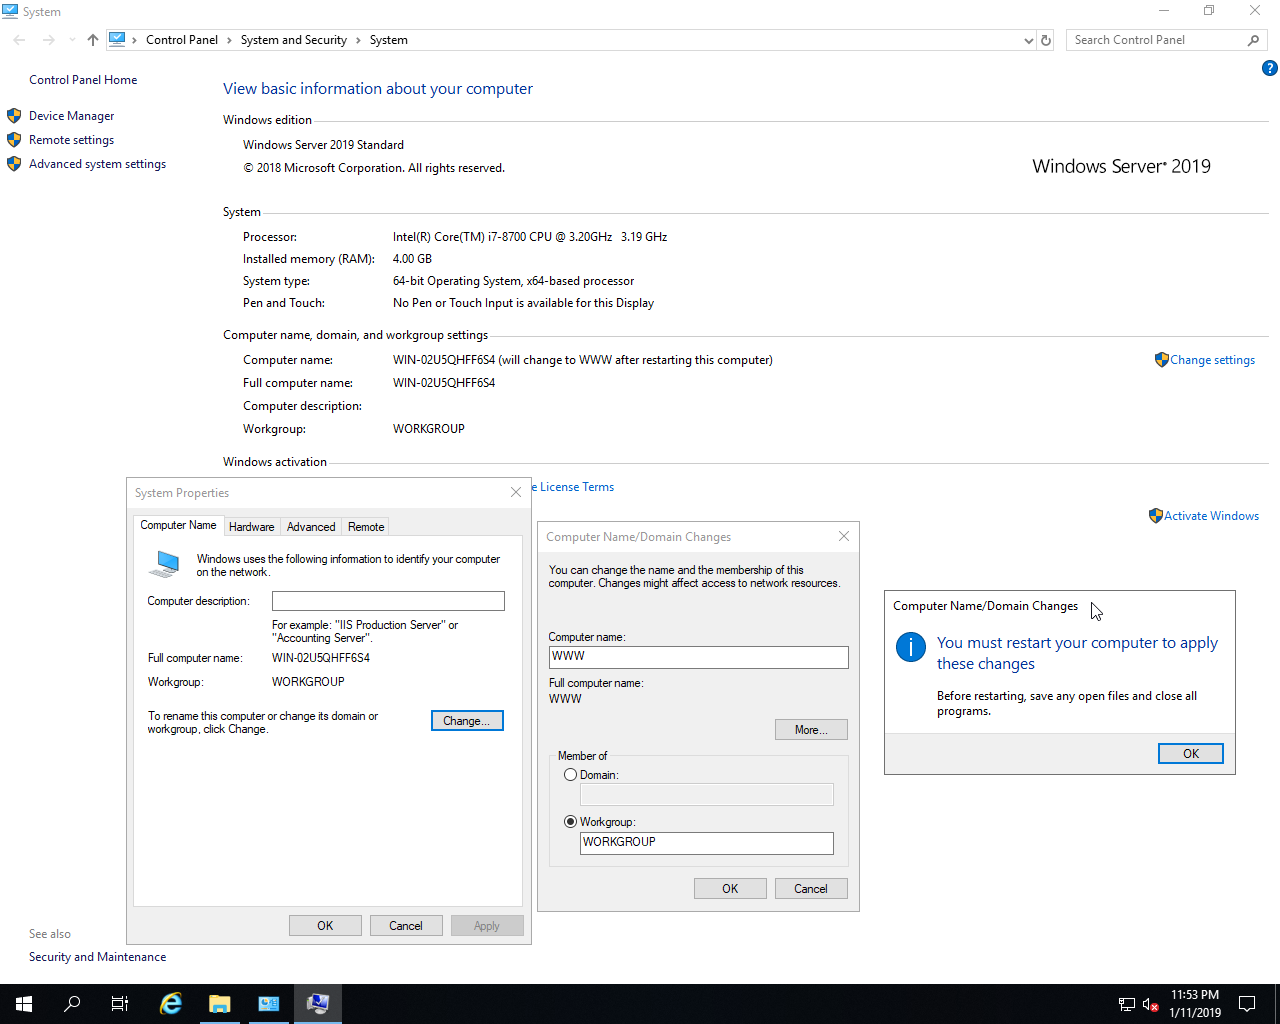 System
Control Panel
System and Security
System
Search Control Panel
Control Panel Home
Device Manager
Remote settings
Advanced system settings
View basic information about your computer
Windows edition
Windows Server 2019 Standard
© 2018 Microsoft Corporation. All rights reserved.
Windows Server® 2019
System
Processor: Intel(R) Core(TM) i7-8700 CPU @ 3.20GHz 3.19 GHz
Installed memory (RAM): 4.00 GB
System type: 64-bit Operating System, x64-based processor
Pen and Touch: No Pen or Touch Input is available for this Display
Computer name, domain, and workgroup settings
Computer name: WIN-02U5QHFF6S4 (will change to WWW after restarting this computer)
Change settings
Full computer name: WIN-02U5QHFF6S4
Computer description:
Workgroup: WORKGROUP
Windows activation
License Terms
Activate Windows
System Properties
Computer Name Hardware Advanced Remote
Windows uses the following information to identify your computer
on the network.
Computer description:
For example: "IIS Production Server" or
"Accounting Server".
Full computer name: WIN-02U5QHFF6S4
Workgroup: WORKGROUP
To rename this computer or change its domain or
workgroup, click Change.
Change...
OK Cancel Apply
Computer Name/Domain Changes
You can change the name and the membership of this
computer. Changes might affect access to network resources.
Computer name:
WWW
Full computer name:
WWW
More...
Member of
Domain:
Workgroup:
WORKGROUP
OK Cancel
Computer Name/Domain Changes
You must restart your computer to apply
these changes
Before restarting, save any open files and close all
programs.
OK
See also
Security and Maintenance
11:53 PM
1/11/2019